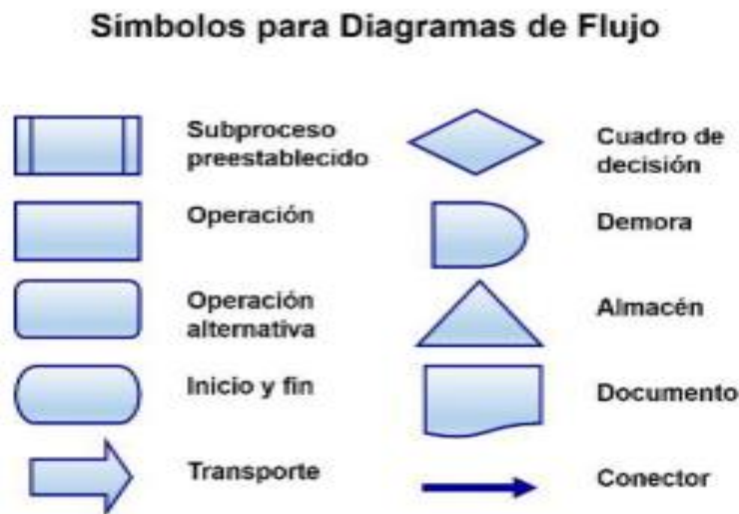 Símbolos para Diagramas de Flujo
Subproceso
preestablecido
Cuadro de
decisión
Operación
Demora
Operación
alternativa
Almacén
Inicio y fin
Documento
Transporte
Conector